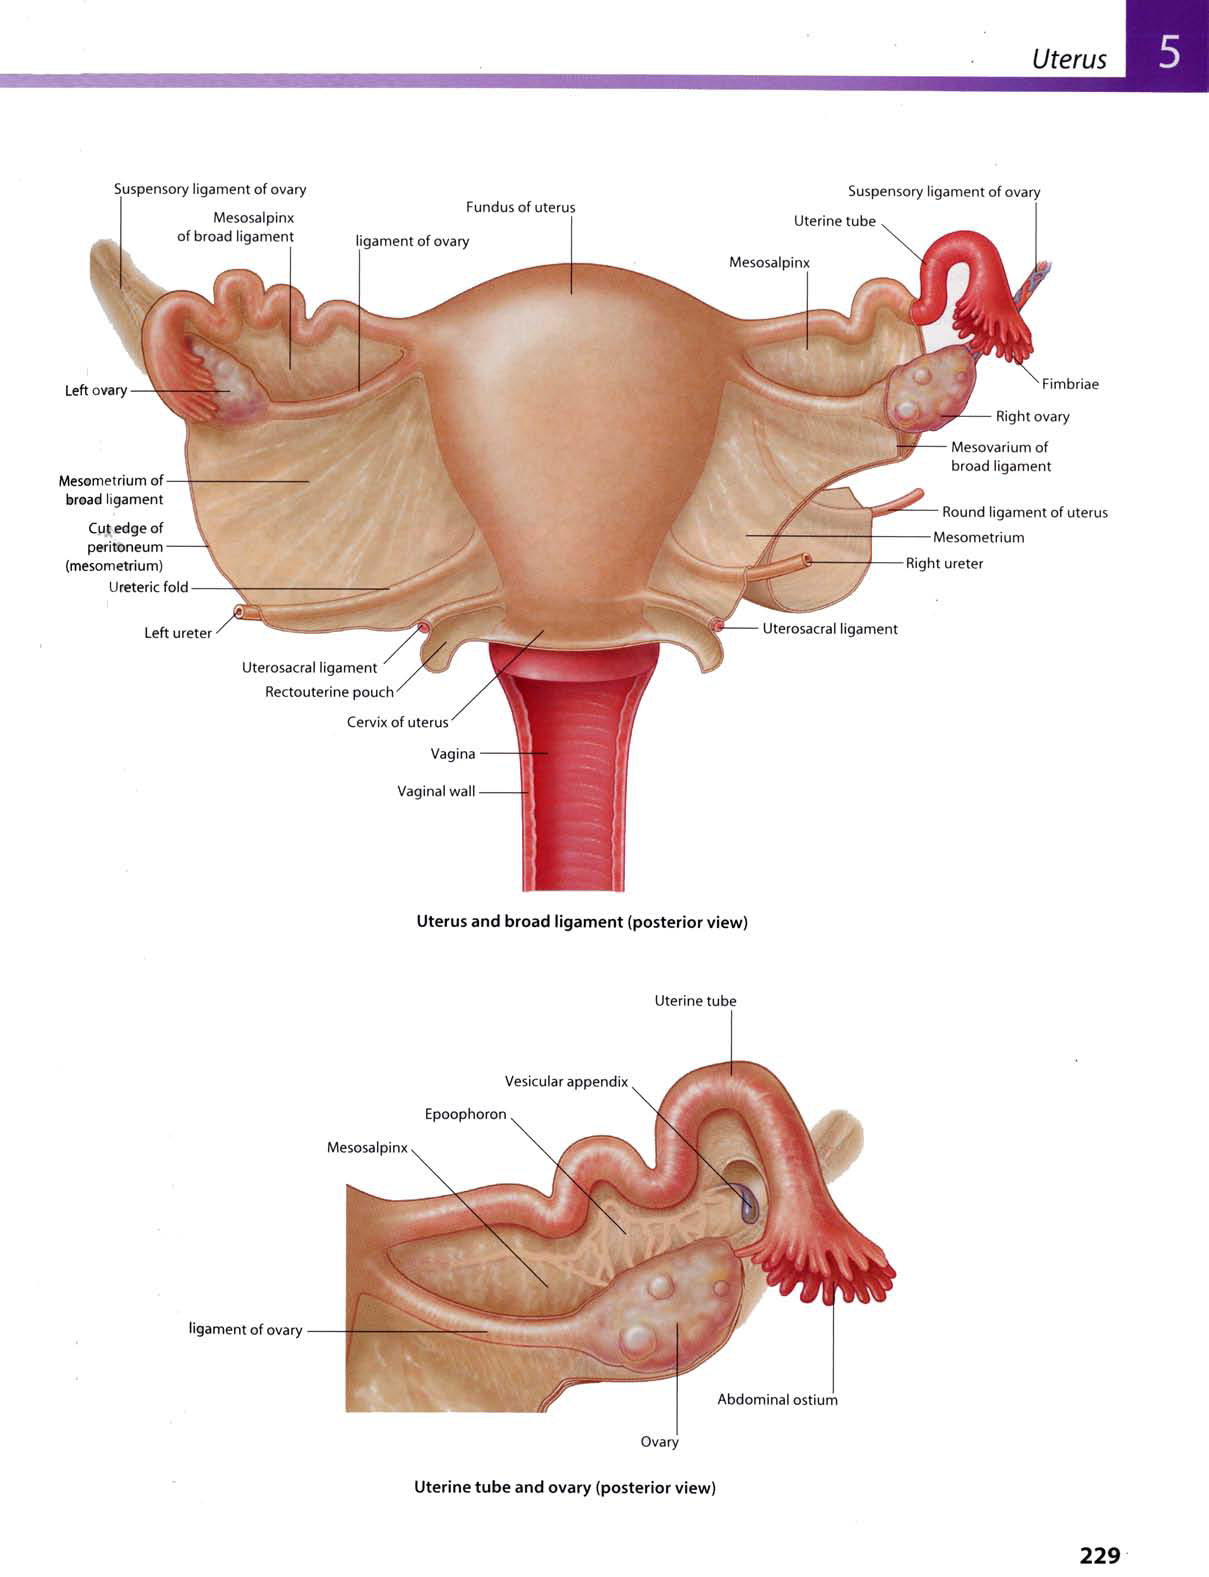 Uterus
5
Suspensory ligament of ovary
Mesosalpinx
of broad ligament
ligament of ovary
Fundus of uterus
Suspensory ligament of ovary
Uterine tube
Mesosalpinx
Left ovary
Fimbriae
Right ovary
Mesovarium of
broad ligament
Mesometrium of
broad ligament
Cut edge of
peritoneum
(mesometrium)
Ureteric fold
Left ureter
Round ligament of uterus
Mesometrium
Right ureter
Uterosacral ligament
Uterosacral ligament
Rectouterine pouch
Cervix of uterus
Vagina
Vaginal wall
Uterus and broad ligament (posterior view)
Uterine tube
Vesicular appendix
Epoophoron
Mesosalpinx
ligament of ovary
Abdominal ostium
Ovary
Uterine tube and ovary (posterior view)
229